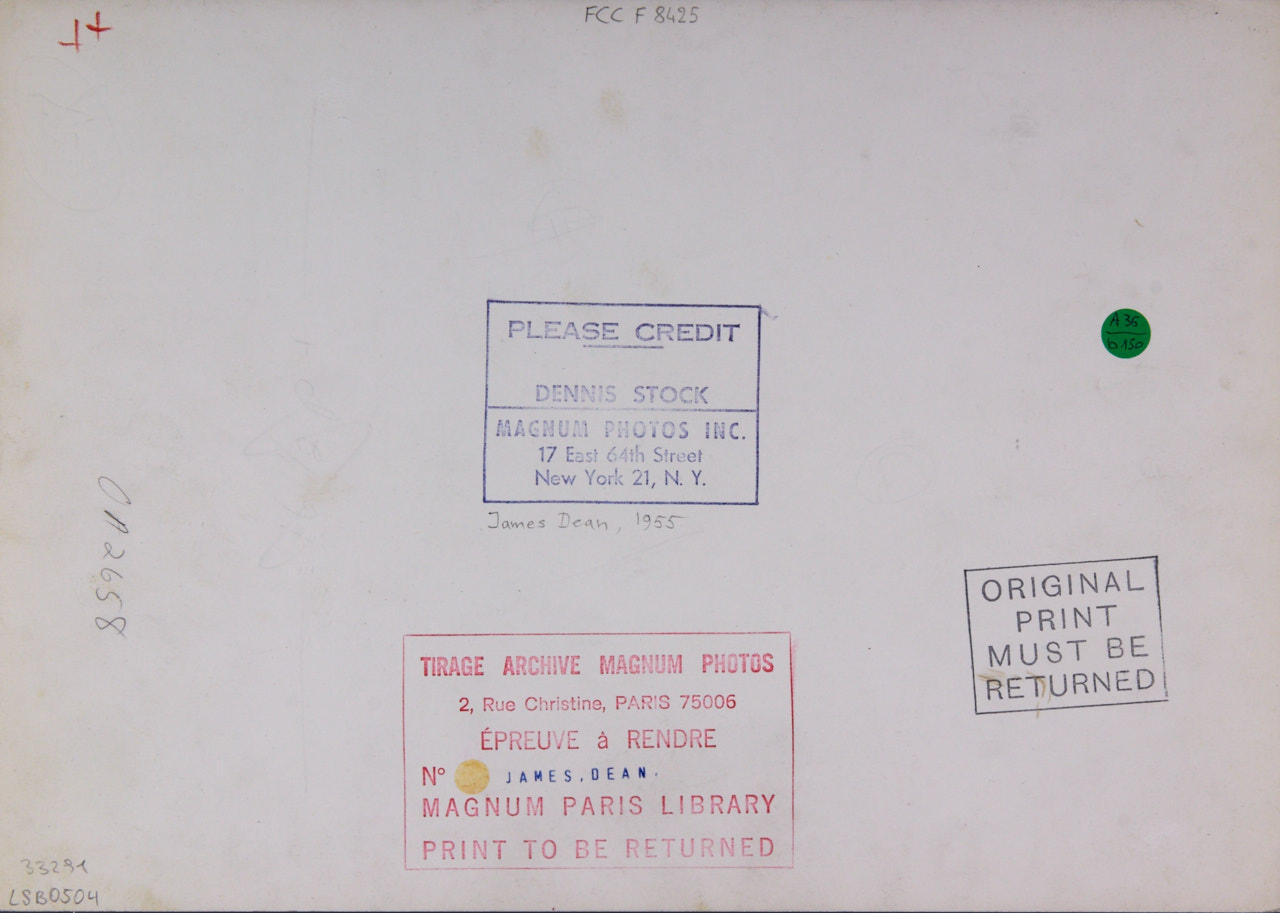 FCC F 8425
A 36
b 150
PLEASE CREDIT
DENNIS STOCK
MAGNUM PHOTOS INC.
17 East 64th Street
New York 21, N. Y.
James Dean, 1955
ORIGINAL
PRINT
MUST BE
RETURNED
TIRAGE ARCHIVE MAGNUM PHOTOS
2, Rue Christine, PARIS 75006
ÉPREUVE à RENDRE
N° JAMES.DEAN.
MAGNUM PARIS LIBRARY
PRINT TO BE RETURNED
33291
LSB0504